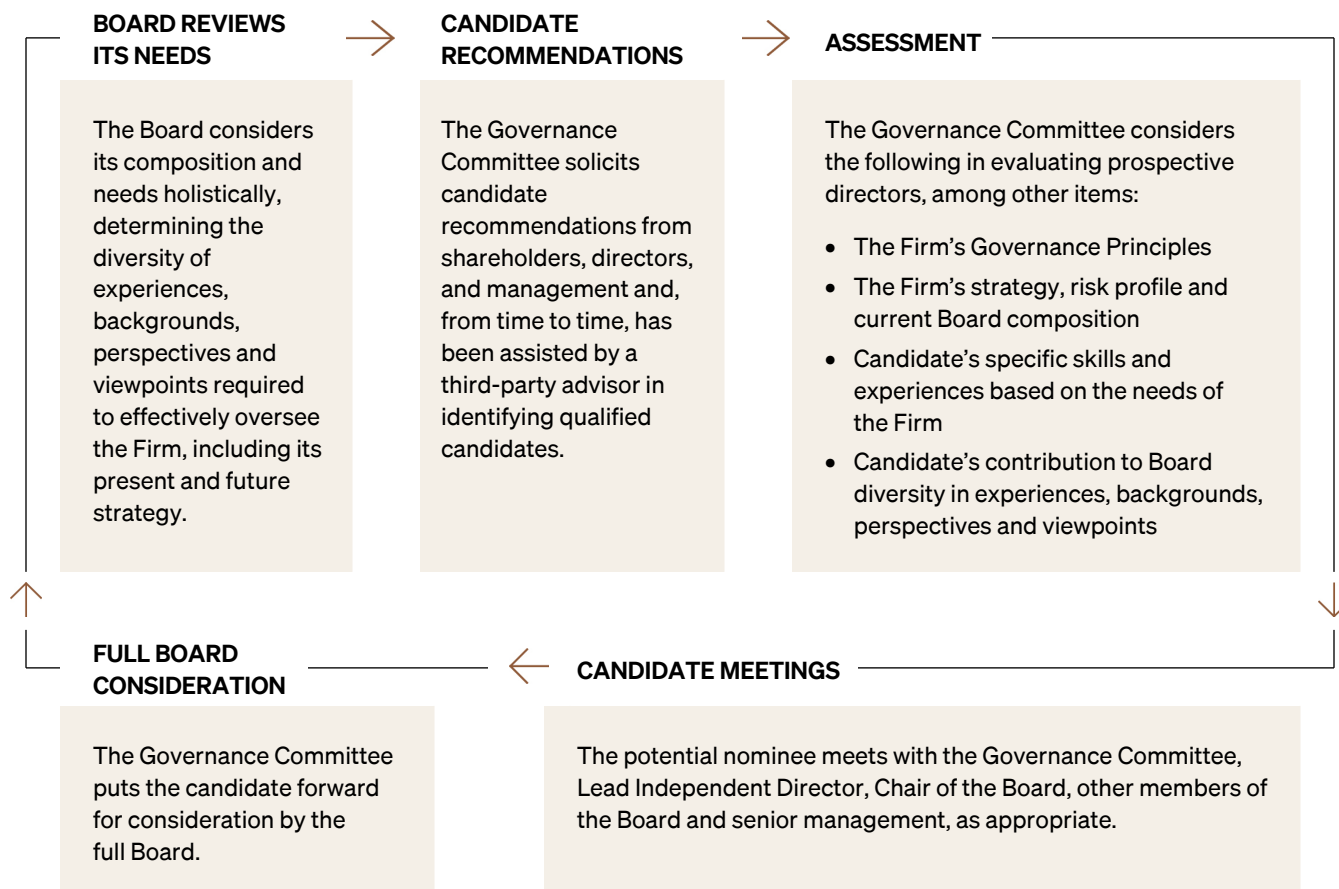 BOARD REVIEWS
ITS NEEDS
The Board considers
its composition and
needs holistically,
determining the
diversity of
experiences,
backgrounds,
perspectives and
viewpoints required
to effectively oversee
the Firm, including its
present and future
strategy.
CANDIDATE
RECOMMENDATIONS
The Governance
Committee solicits
candidate
recommendations from
shareholders, directors,
and management and,
from time to time, has
been assisted by a
third-party advisor in
identifying qualified
candidates.
ASSESSMENT
The Governance Committee considers
the following in evaluating prospective
directors, among other items:
• The Firm’s Governance Principles
• The Firm’s strategy, risk profile and
current Board composition
• Candidate’s specific skills and
experiences based on the needs of
the Firm
• Candidate’s contribution to Board
diversity in experiences, backgrounds,
perspectives and viewpoints
CANDIDATE MEETINGS
The potential nominee meets with the Governance Committee,
Lead Independent Director, Chair of the Board, other members of
the Board and senior management, as appropriate.
FULL BOARD
CONSIDERATION
The Governance Committee
puts the candidate forward
for consideration by the
full Board.